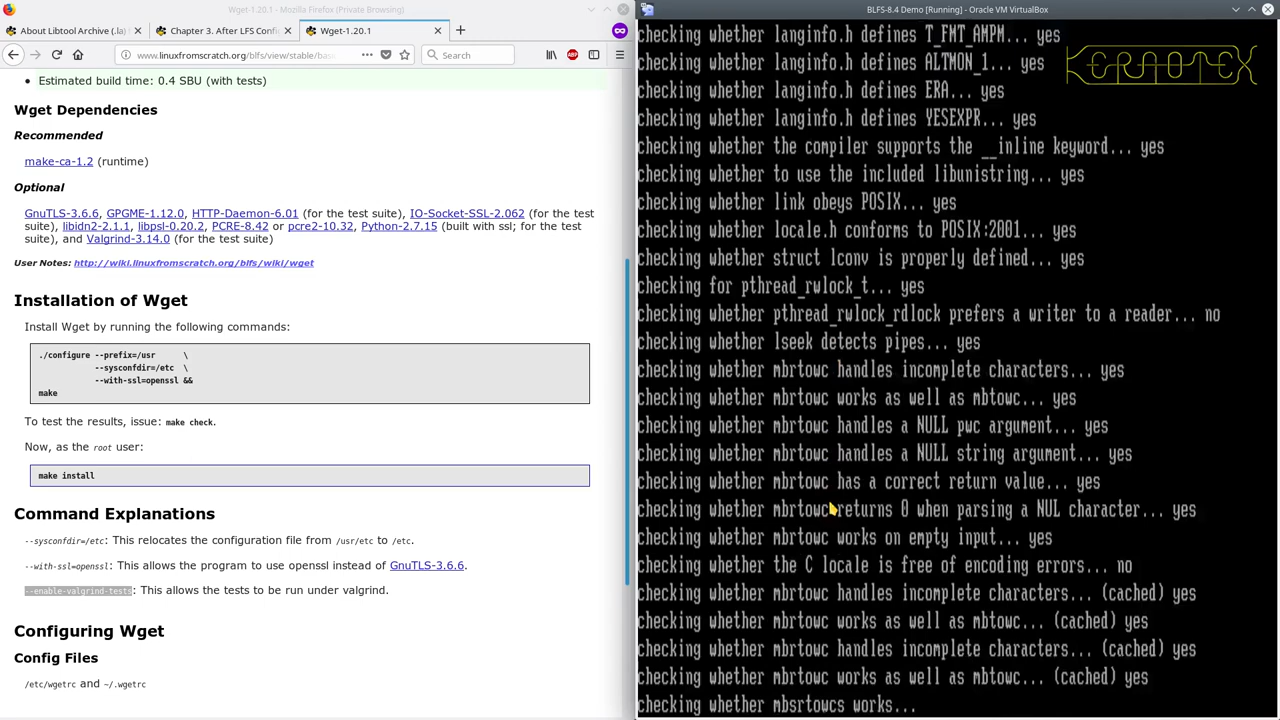 Wget-1.20.1 - Mozilla Firefox (Private Browsing)
About Libtool Archive (.la)
Chapter 3. After LFS Confi
Wget-1.20.1
www.linuxfromscratch.org/blfs/view/stable/bas
Search
ABP
Estimated build time: 0.4 SBU (with tests)
Wget Dependencies
Recommended
make-ca-1.2 (runtime)
Optional
GnuTLS-3.6.6, GPGME-1.12.0, HTTP-Daemon-6.01 (for the test suite), IO-Socket-SSL-2.062 (for the test
suite), libidn2-2.1.1, libpsl-0.20.2, PCRE-8.42 or pcre2-10.32, Python-2.7.15 (built with ssl; for the test
suite), and Valgrind-3.14.0 (for the test suite)
User Notes: http://wiki.linuxfromscratch.org/blfs/wiki/wget
Installation of Wget
Install Wget by running the following commands:
./configure --prefix=/usr \
--sysconfdir=/etc \
--with-ssl=openssl &&
make
To test the results, issue: make check.
Now, as the root user:
make install
Command Explanations
--sysconfdir=/etc: This relocates the configuration file from /usr/etc to /etc.
--with-ssl=openssl: This allows the program to use openssl instead of GnuTLS-3.6.6.
--enable-valgrind-tests: This allows the tests to be run under valgrind.
Configuring Wget
Config Files
/etc/wgetrc and ~/.wgetrc
BLFS-8.4 Demo [Running] - Oracle VM VirtualBox
KERAOTEX
checking whether langinfo.h defines T_FMT_AMPM... yes
checking whether langinfo.h defines ALTMON_1... yes
checking whether langinfo.h defines ERA... yes
checking whether langinfo.h defines YESEXPR... yes
checking whether the compiler supports the __inline keyword... yes
checking whether to use the included libunistring... yes
checking whether link obeys POSIX... yes
checking whether locale.h conforms to POSIX:2001... yes
checking whether struct lconv is properly defined... yes
checking for pthread_rwlock_t... yes
checking whether pthread_rwlock_rdlock prefers a writer to a reader... no
checking whether lseek detects pipes... yes
checking whether mbrtowc handles incomplete characters... yes
checking whether mbrtowc works as well as mbtowc... yes
checking whether mbrtowc handles a NULL pwc argument... yes
checking whether mbrtowc handles a NULL string argument... yes
checking whether mbrtowc has a correct return value... yes
checking whether mbrtowc returns 0 when parsing a NUL character... yes
checking whether mbrtowc works on empty input... yes
checking whether the C locale is free of encoding errors... no
checking whether mbrtowc handles incomplete characters... (cached) yes
checking whether mbrtowc works as well as mbtowc... (cached) yes
checking whether mbrtowc handles incomplete characters... (cached) yes
checking whether mbrtowc works as well as mbtowc... (cached) yes
checking whether mbsrtowcs works...